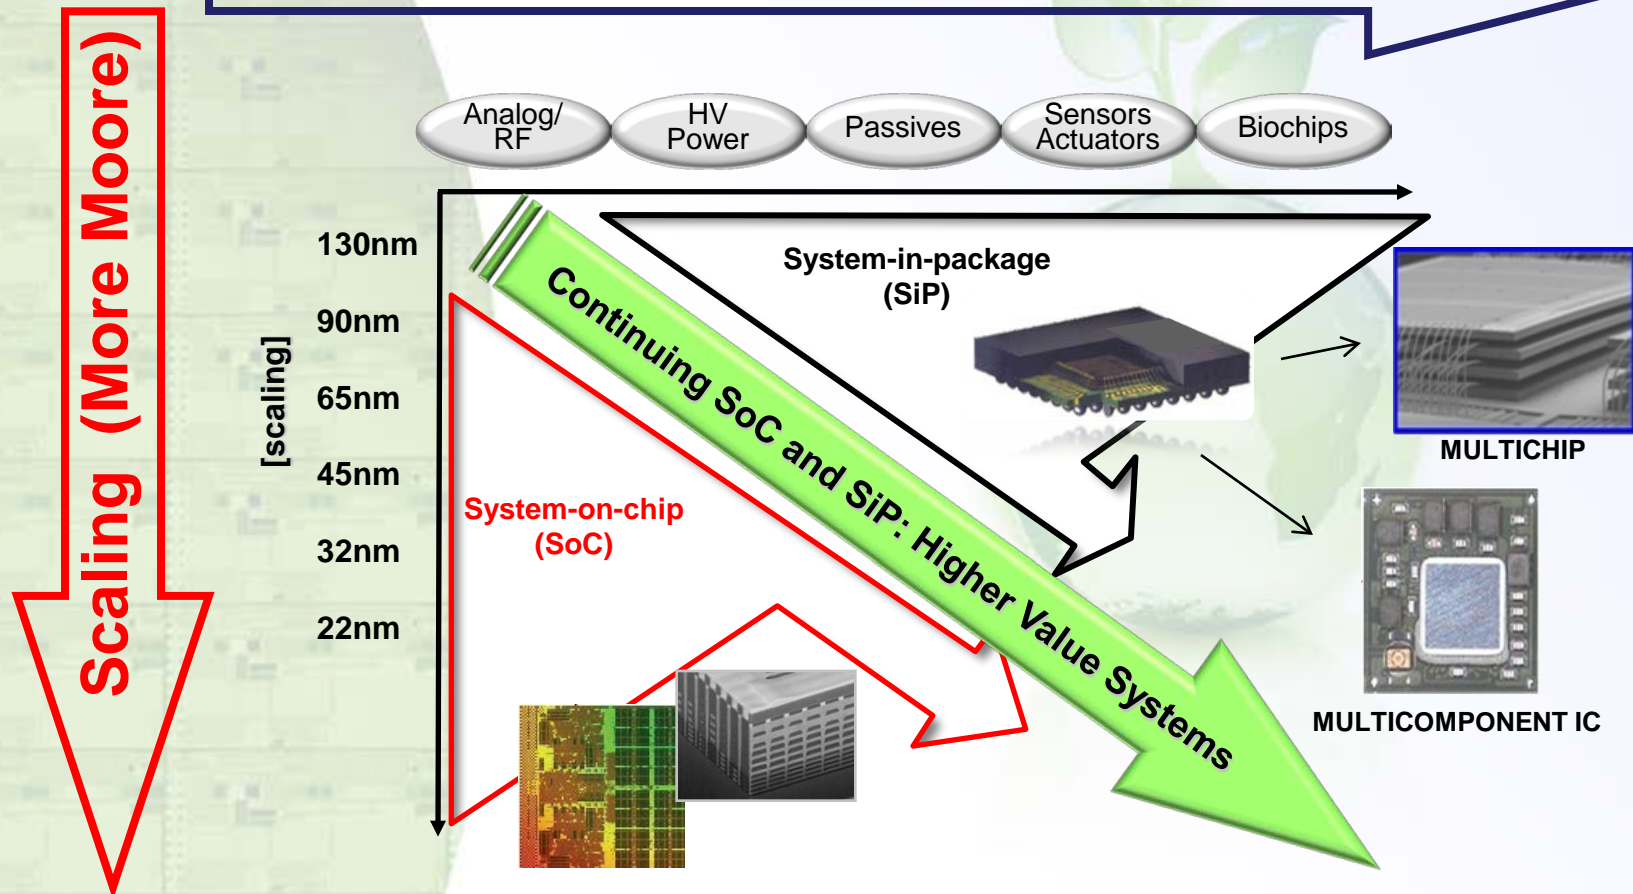 Scaling (More Moore)
Analog/
RF
HV
Power
Passives
Sensors
Actuators
Biochips
[scaling]
130nm
90nm
65nm
45nm
32nm
22nm
System-in-package
(SiP)
Continuing SoC and SiP: Higher Value Systems
System-on-chip
(SoC)
MULTICHIP
MULTICOMPONENT IC